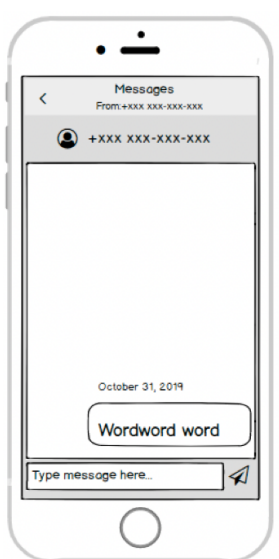 Messages
From:+xxx xxx-xxx-xxx
+xxx xxx-xxx-xxx
October 31, 2019
Wordword word
Type message here...